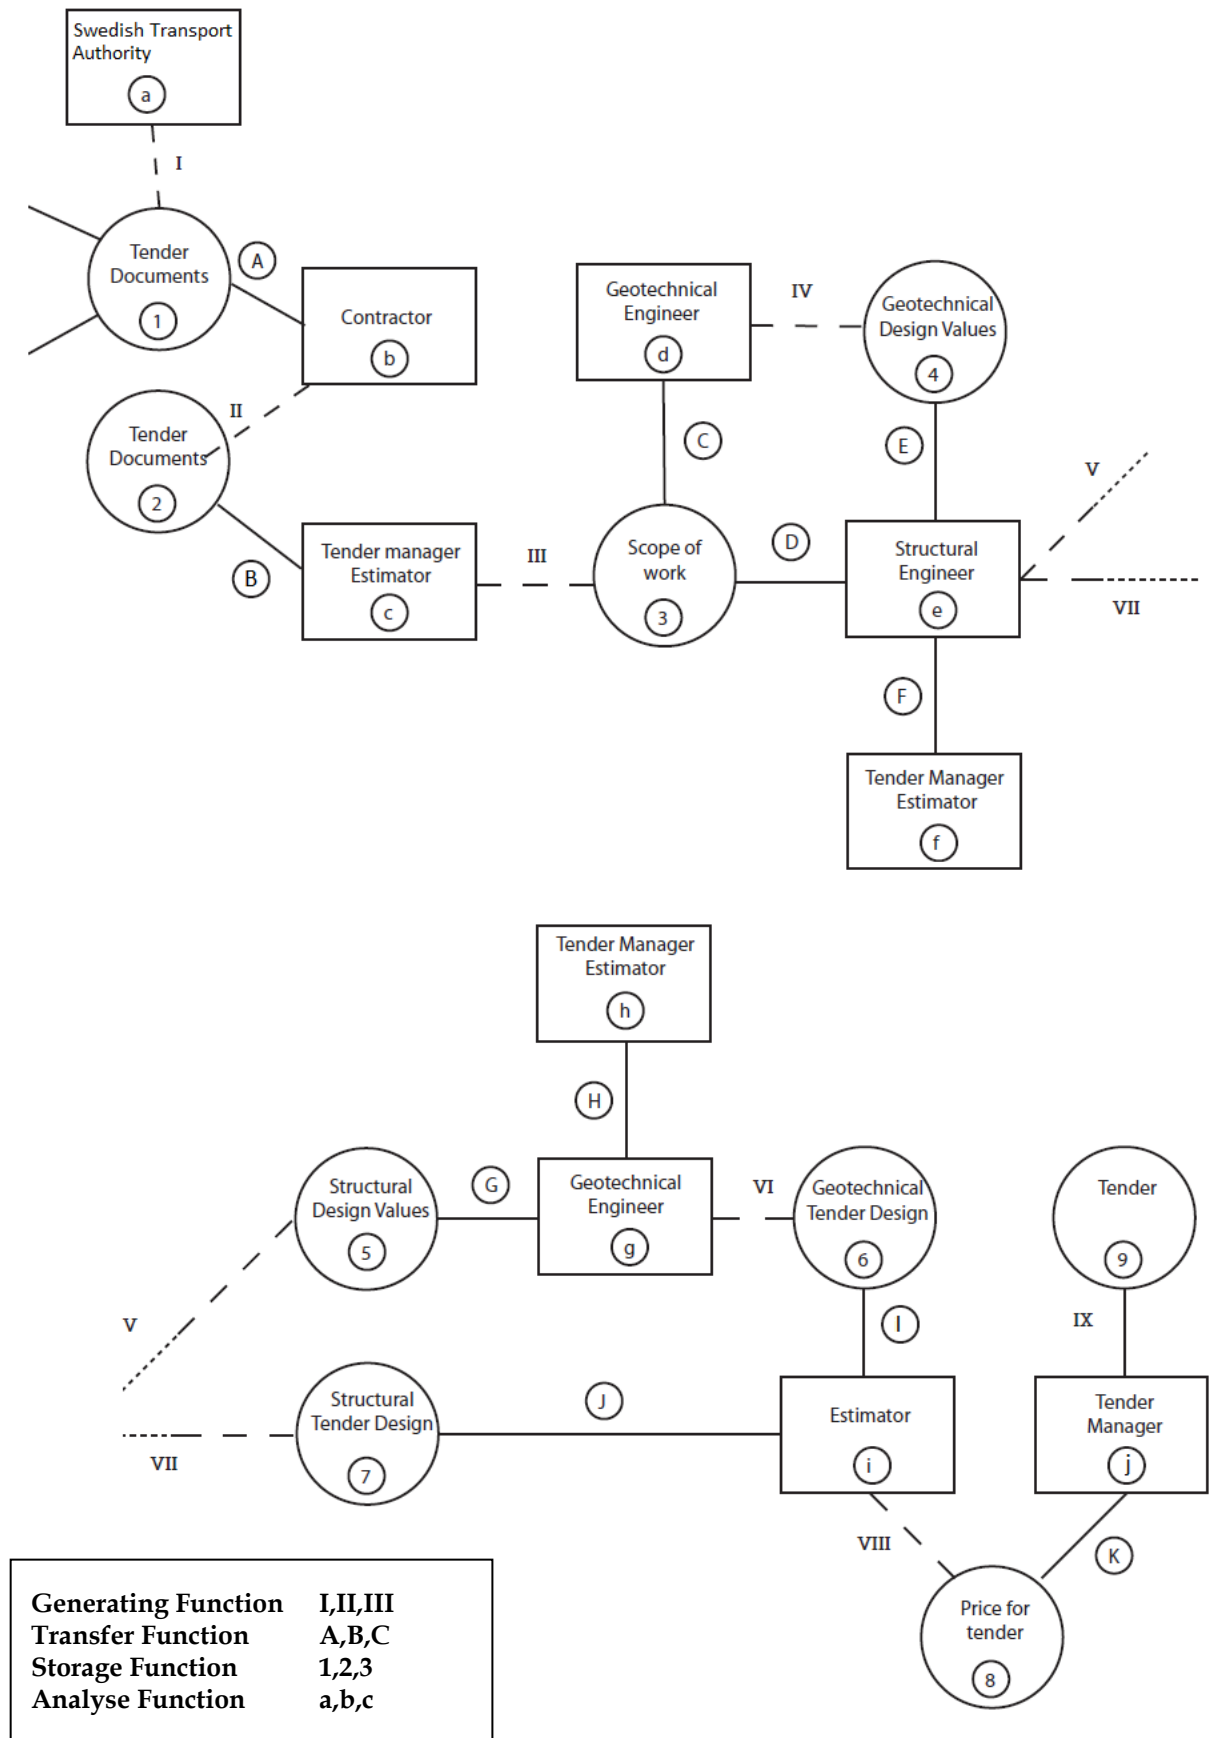 Swedish Transport
Authority
a
I
Tender
Documents
1
A
Contractor
b
II
Tender
Documents
2
B
Tender manager
Estimator
c
III
Geotechnical
Engineer
d
IV
Geotechnical
Design Values
4
C
E
Scope of
work
3
D
Structural
Engineer
e
V
VII
F
Tender Manager
Estimator
f
Tender Manager
Estimator
h
H
Structural
Design Values
5
G
Geotechnical
Engineer
g
VI
Geotechnical
Tender Design
6
Tender
9
V
I
IX
Structural
Tender Design
7
VII
J
Estimator
i
Tender
Manager
j
VIII
K
Price for
tender
8
Generating Function I,II,III
Transfer Function A,B,C
Storage Function 1,2,3
Analyse Function a,b,c